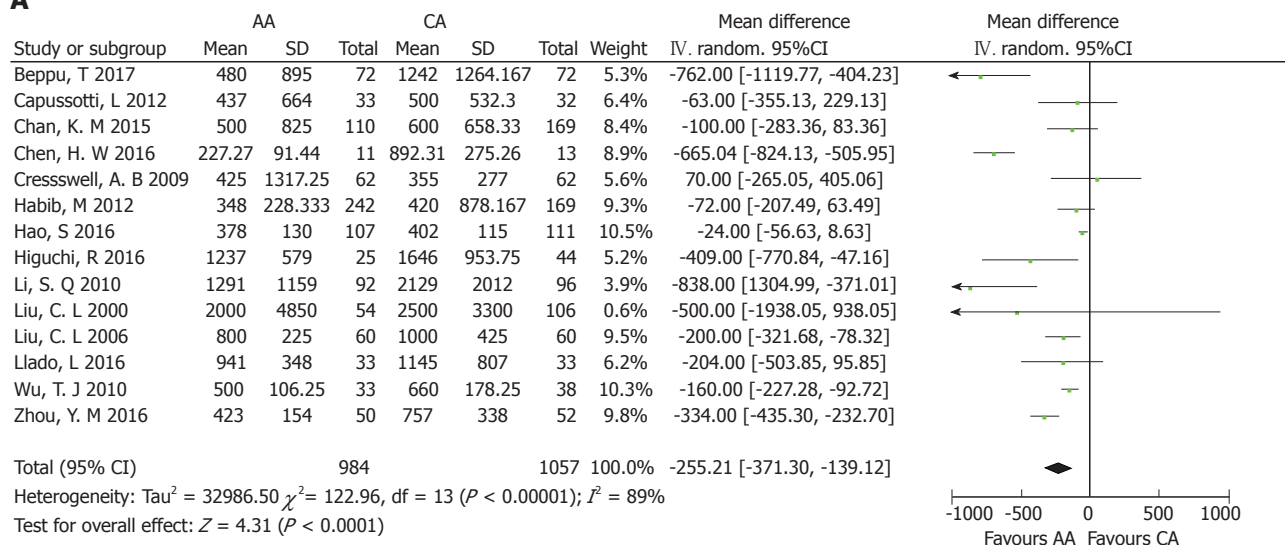 A
AA CA Mean difference Mean difference
Study or subgroup Mean SD Total Mean SD Total Weight IV. random. 95%CI IV. random. 95%CI
Beppu, T 2017 480 895 72 1242 1264.167 72 5.3% -762.00 [-1119.77, -404.23]
Capussotti, L 2012 437 664 33 500 532.3 32 6.4% -63.00 [-355.13, 229.13]
Chan, K. M 2015 500 825 110 600 658.33 169 8.4% -100.00 [-283.36, 83.36]
Chen, H. W 2016 227.27 91.44 11 892.31 275.26 13 8.9% -665.04 [-824.13, -505.95]
Cressswell, A. B 2009 425 1317.25 62 355 277 62 5.6% 70.00 [-265.05, 405.06]
Habib, M 2012 348 228.333 242 420 878.167 169 9.3% -72.00 [-207.49, 63.49]
Hao, S 2016 378 130 107 402 115 111 10.5% -24.00 [-56.63, 8.63]
Higuchi, R 2016 1237 579 25 1646 953.75 44 5.2% -409.00 [-770.84, -47.16]
Li, S. Q 2010 1291 1159 92 2129 2012 96 3.9% -838.00 [1304.99, -371.01]
Liu, C. L 2000 2000 4850 54 2500 3300 106 0.6% -500.00 [-1938.05, 938.05]
Liu, C. L 2006 800 225 60 1000 425 60 9.5% -200.00 [-321.68, -78.32]
Llado, L 2016 941 348 33 1145 807 33 6.2% -204.00 [-503.85, 95.85]
Wu, T. J 2010 500 106.25 33 660 178.25 38 10.3% -160.00 [-227.28, -92.72]
Zhou, Y. M 2016 423 154 50 757 338 52 9.8% -334.00 [-435.30, -232.70]
Total (95% CI) 984 1057 100.0% -255.21 [-371.30, -139.12]
Heterogeneity: Tau² = 32986.50 χ²= 122.96, df = 13 (P < 0.00001); I² = 89%
Test for overall effect: Z = 4.31 (P < 0.0001)
-1000 -500 0 500 1000
Favours AA Favours CA